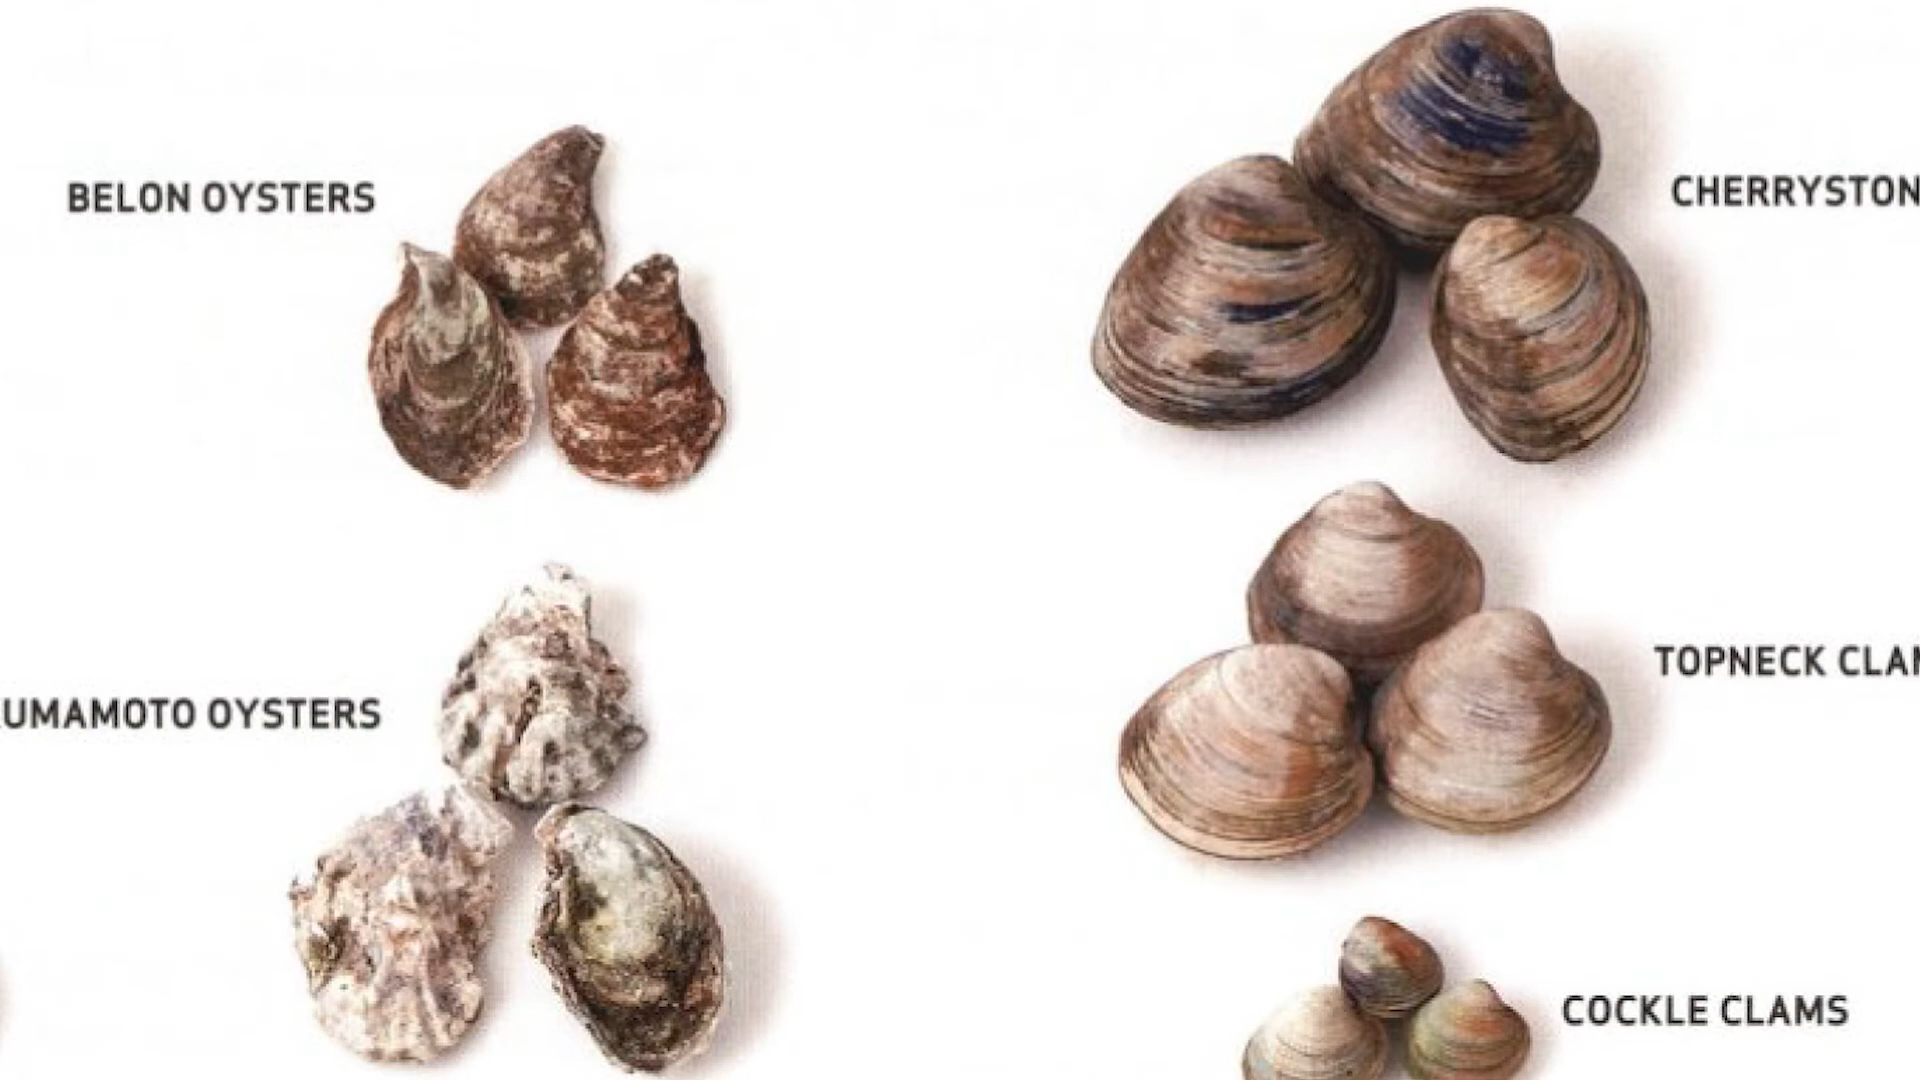 BELON OYSTERS
CHERRYSTON
UMAMOTO OYSTERS
TOPNECK CLA
COCKLE CLAMS